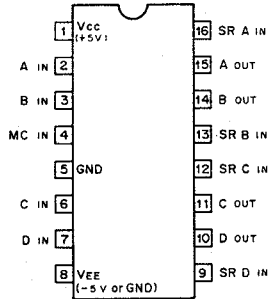 1 VCC 16 SR A IN
(+5V)
A IN 2 15 A OUT
B IN 3 14 B OUT
MC IN 4 13 SR B IN
5 GND 12 SR C IN
C IN 6 11 C OUT
D IN 7 10 D OUT
8 VEE 9 SR D IN
(-5 V or GND)